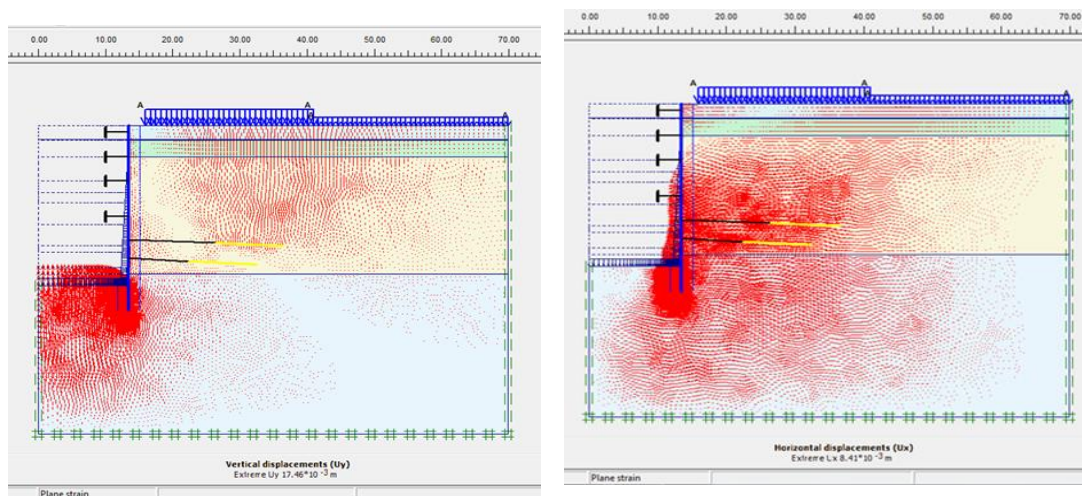 0.00 10.00 20.00 30.00 40.00 50.00 60.00 70.00
A
A
A
Vertical displacements (Uy)
Extreme Uy 17.46*10 -3 m
Plane strain
0.00 10.00 20.00 30.00 40.00 50.00 60.00 70.00
A
A
A
Horizontal displacements (Ux)
Extreme Ux 8.41*10 -3 m
Plane strain